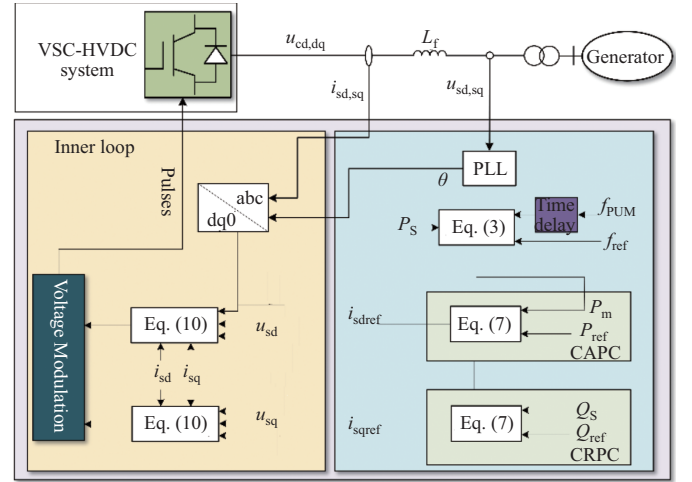 VSC-HVDC
system
u_cd,dq
L_f
Generator
i_sd,sq
u_sd,sq
Inner loop
Pulses
θ
PLL
abc
dq0
Time
delay
f_PUM
P_S
Eq. (3)
f_ref
Voltage Modulation
Eq. (10)
u_sd
i_sdref
Eq. (7)
P_m
P_ref
CAPC
i_sd
i_sq
Eq. (10)
u_sq
i_sqref
Eq. (7)
Q_S
Q_ref
CRPC